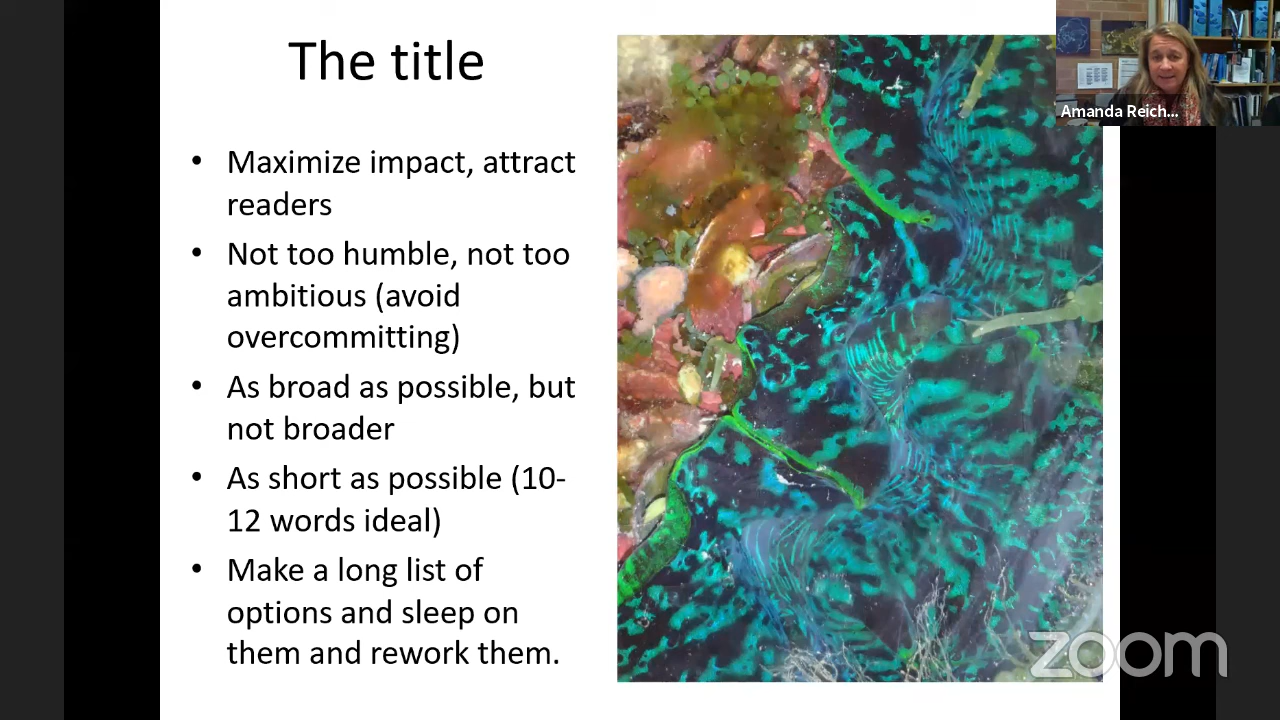 The title
• Maximize impact, attract
readers
• Not too humble, not too
ambitious (avoid
overcommitting)
• As broad as possible, but
not broader
• As short as possible (10-
12 words ideal)
• Make a long list of
options and sleep on
them and rework them.
Amanda Reich...
zoom